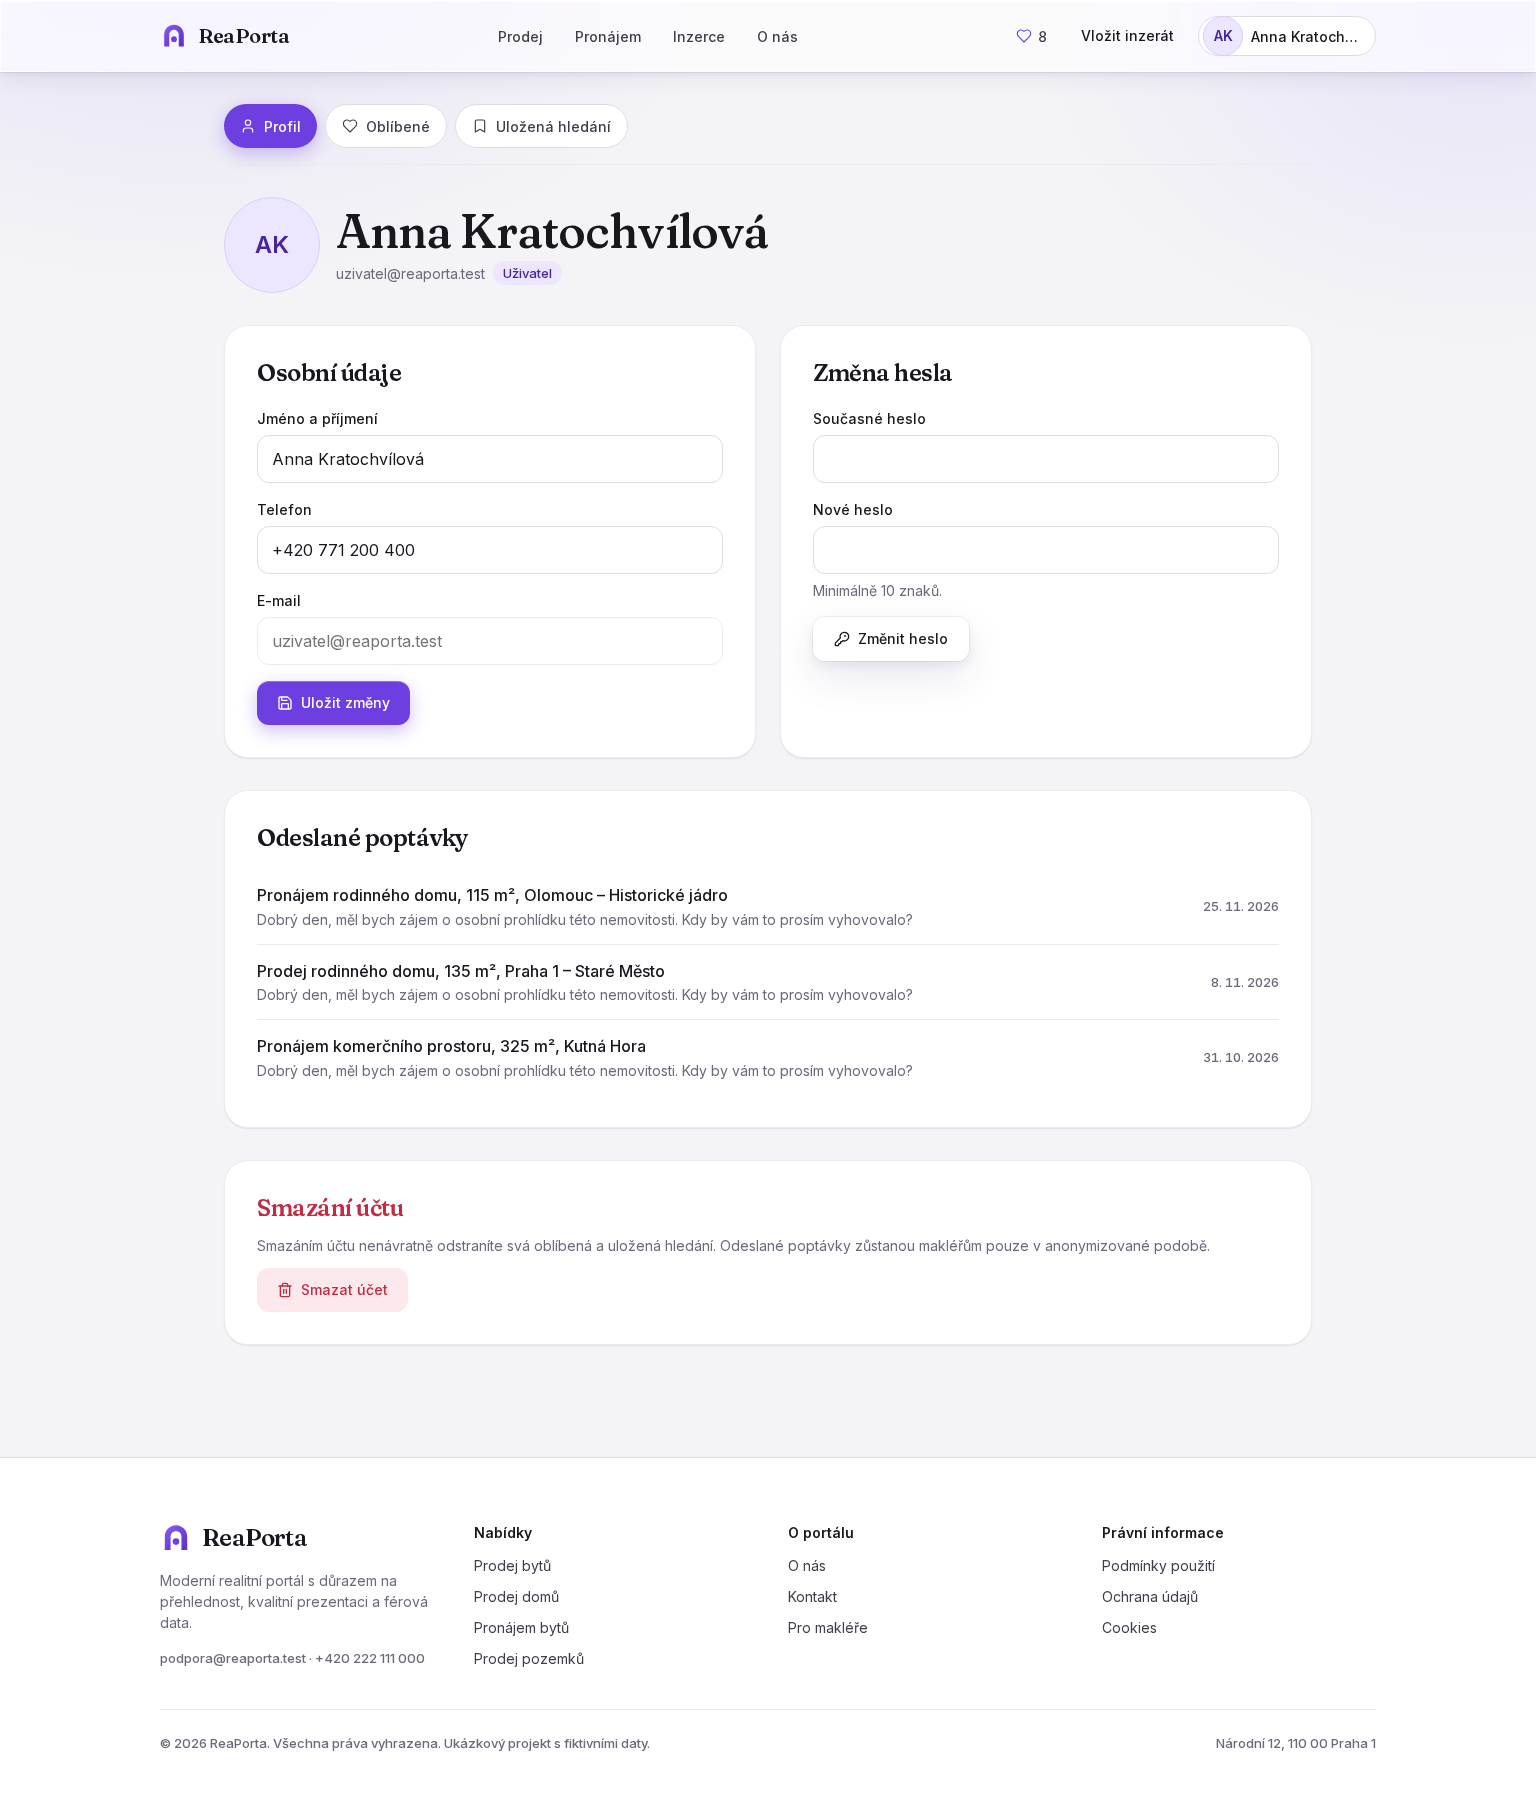 ReaPorta
Prodej
Pronájem
Inzerce
O nás
8
Vložit inzerát
AK
Anna Kratoch…
Profil
Oblíbené
Uložená hledání
AK
Anna Kratochvílová
uzivatel@reaporta.test
Uživatel
Osobní údaje
Jméno a příjmení
Anna Kratochvílová
Telefon
+420 771 200 400
E-mail
uzivatel@reaporta.test
Uložit změny
Změna hesla
Současné heslo
Nové heslo
Minimálně 10 znaků.
Změnit heslo
Odeslané poptávky
Pronájem rodinného domu, 115 m², Olomouc – Historické jádro
Dobrý den, měl bych zájem o osobní prohlídku této nemovitosti. Kdy by vám to prosím vyhovovalo?
25. 11. 2026
Prodej rodinného domu, 135 m², Praha 1 – Staré Město
Dobrý den, měl bych zájem o osobní prohlídku této nemovitosti. Kdy by vám to prosím vyhovovalo?
8. 11. 2026
Pronájem komerčního prostoru, 325 m², Kutná Hora
Dobrý den, měl bych zájem o osobní prohlídku této nemovitosti. Kdy by vám to prosím vyhovovalo?
31. 10. 2026
Smazání účtu
Smazáním účtu nenávratně odstraníte svá oblíbená a uložená hledání. Odeslané poptávky zůstanou makléřům pouze v anonymizované podobě.
Smazat účet
ReaPorta
Moderní realitní portál s důrazem na
přehlednost, kvalitní prezentaci a férová
data.
podpora@reaporta.test · +420 222 111 000
Nabídky
Prodej bytů
Prodej domů
Pronájem bytů
Prodej pozemků
O portálu
O nás
Kontakt
Pro makléře
Právní informace
Podmínky použití
Ochrana údajů
Cookies
© 2026 ReaPorta. Všechna práva vyhrazena. Ukázkový projekt s fiktivními daty.
Národní 12, 110 00 Praha 1